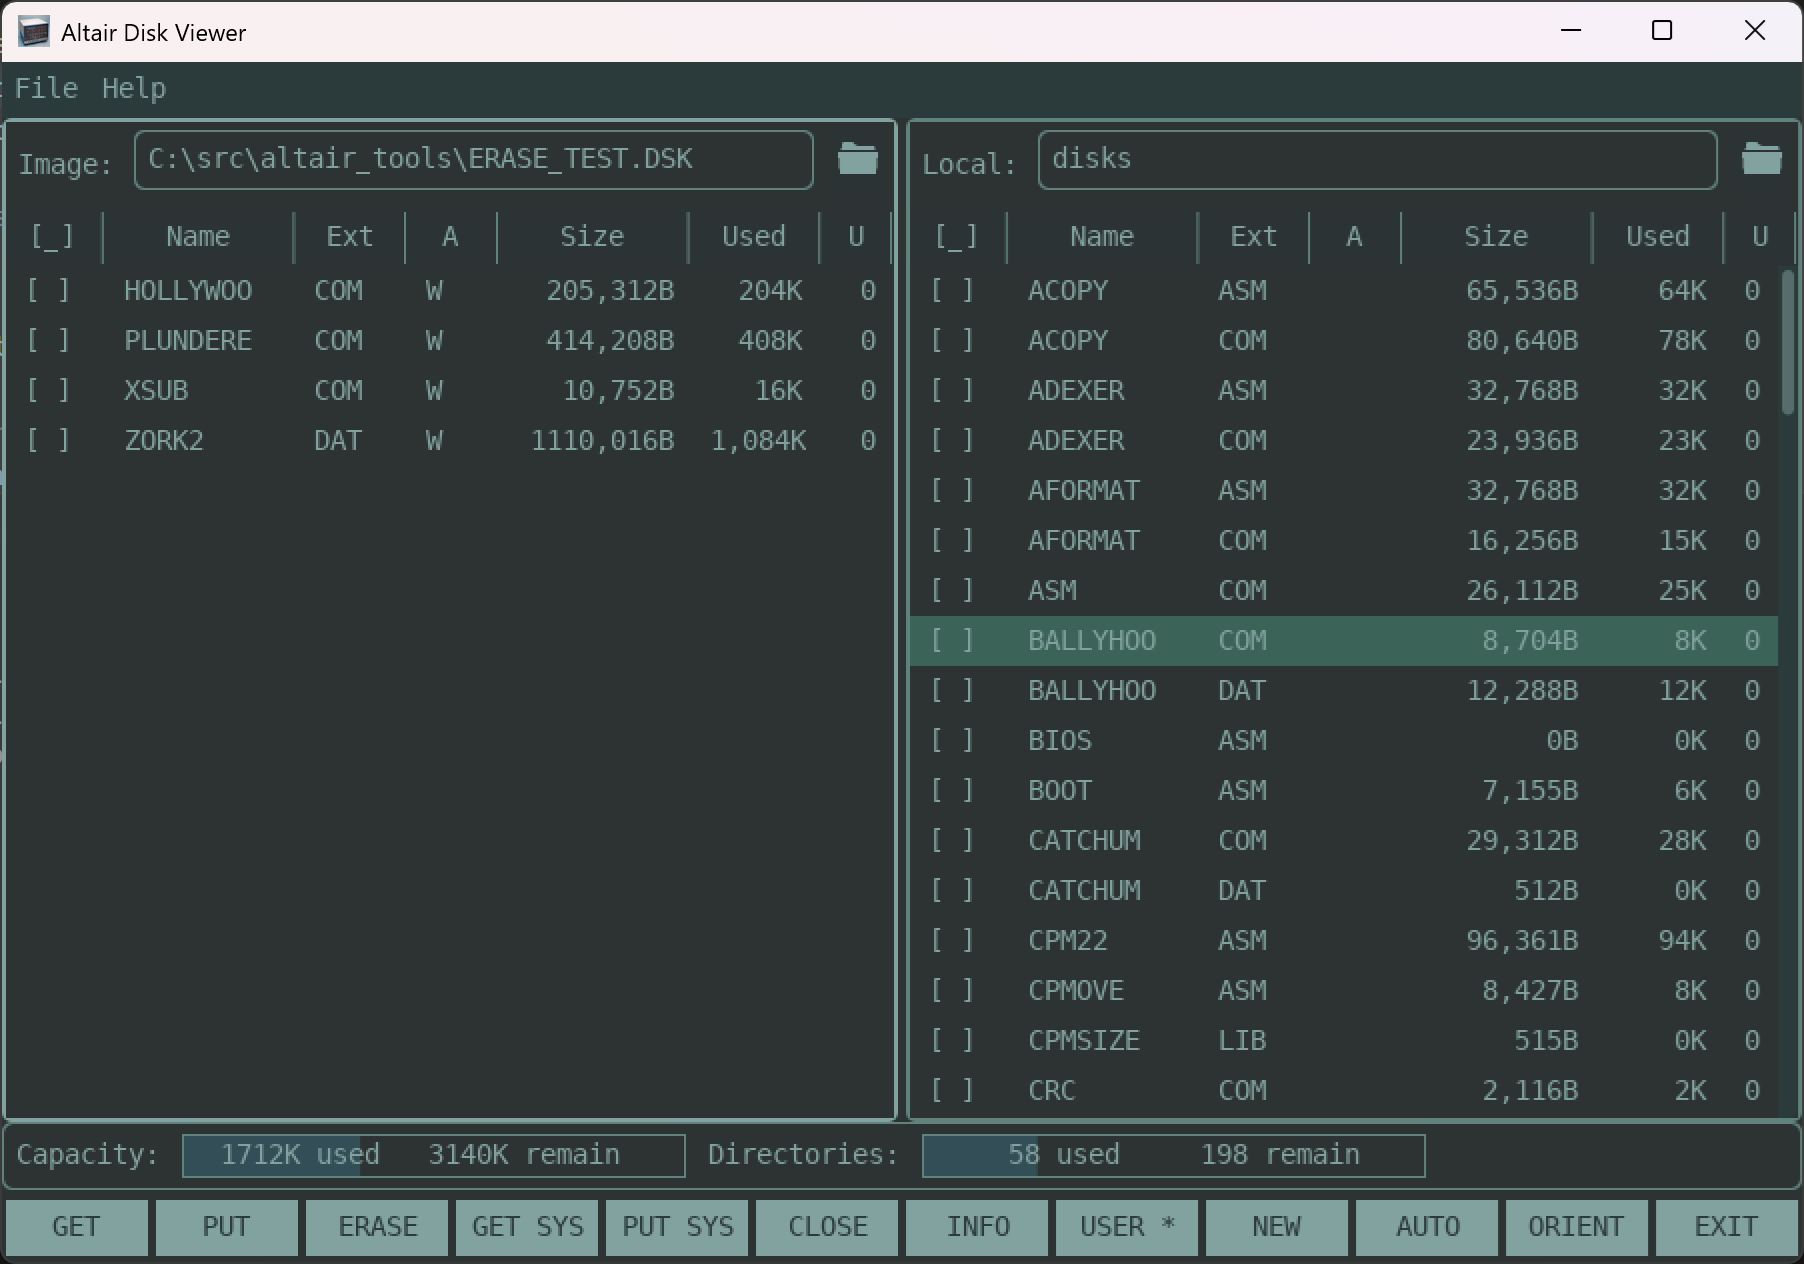 Altair Disk Viewer
File Help
Image: C:\src\altair_tools\ERASE_TEST.DSK
[_] Name Ext A Size Used U
[ ] HOLLYWOO COM W 205,312B 204K 0
[ ] PLUNDERE COM W 414,208B 408K 0
[ ] XSUB COM W 10,752B 16K 0
[ ] ZORK2 DAT W 1110,016B 1,084K 0
Local: disks
[_] Name Ext A Size Used U
[ ] ACOPY ASM 65,536B 64K 0
[ ] ACOPY COM 80,640B 78K 0
[ ] ADEXER ASM 32,768B 32K 0
[ ] ADEXER COM 23,936B 23K 0
[ ] AFORMAT ASM 32,768B 32K 0
[ ] AFORMAT COM 16,256B 15K 0
[ ] ASM COM 26,112B 25K 0
[ ] BALLYHOO COM 8,704B 8K 0
[ ] BALLYHOO DAT 12,288B 12K 0
[ ] BIOS ASM 0B 0K 0
[ ] BOOT ASM 7,155B 6K 0
[ ] CATCHUM COM 29,312B 28K 0
[ ] CATCHUM DAT 512B 0K 0
[ ] CPM22 ASM 96,361B 94K 0
[ ] CPMOVE ASM 8,427B 8K 0
[ ] CPMSIZE LIB 515B 0K 0
[ ] CRC COM 2,116B 2K 0
Capacity: 1712K used 3140K remain Directories: 58 used 198 remain
GET PUT ERASE GET SYS PUT SYS CLOSE INFO USER * NEW AUTO ORIENT EXIT